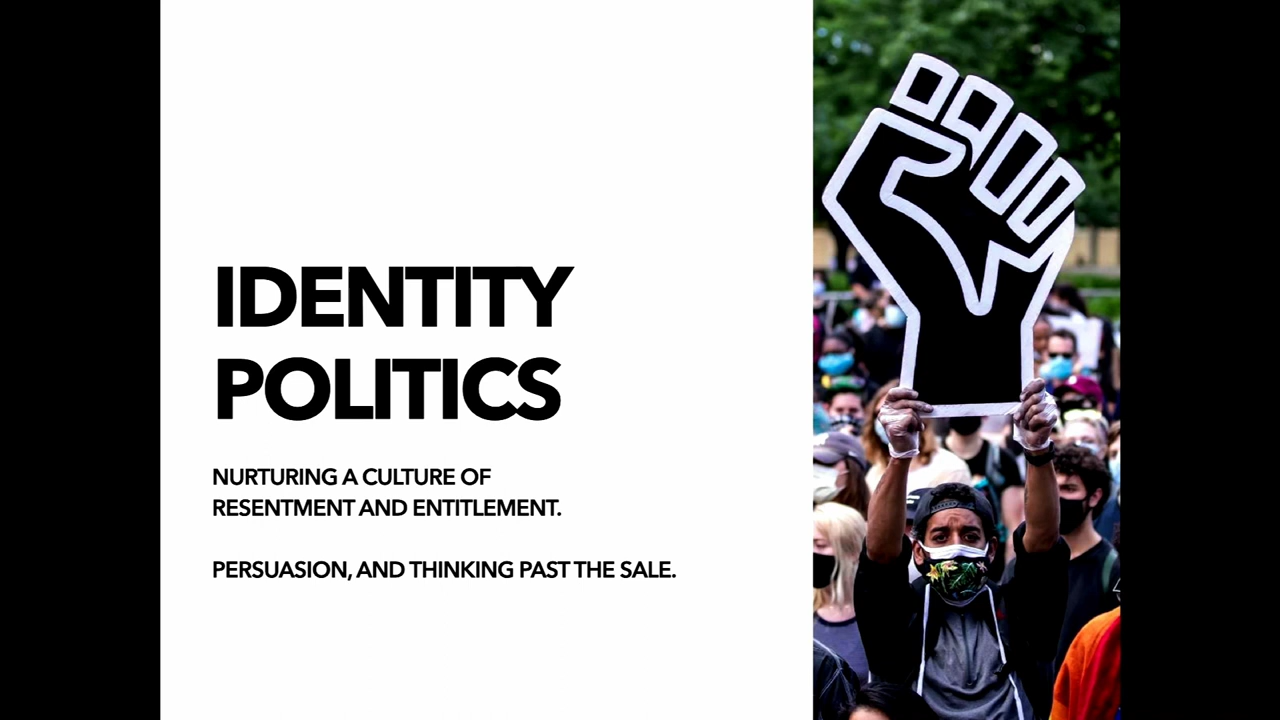 IDENTITY
POLITICS
NURTURING A CULTURE OF
RESENTMENT AND ENTITLEMENT.
PERSUASION, AND THINKING PAST THE SALE.